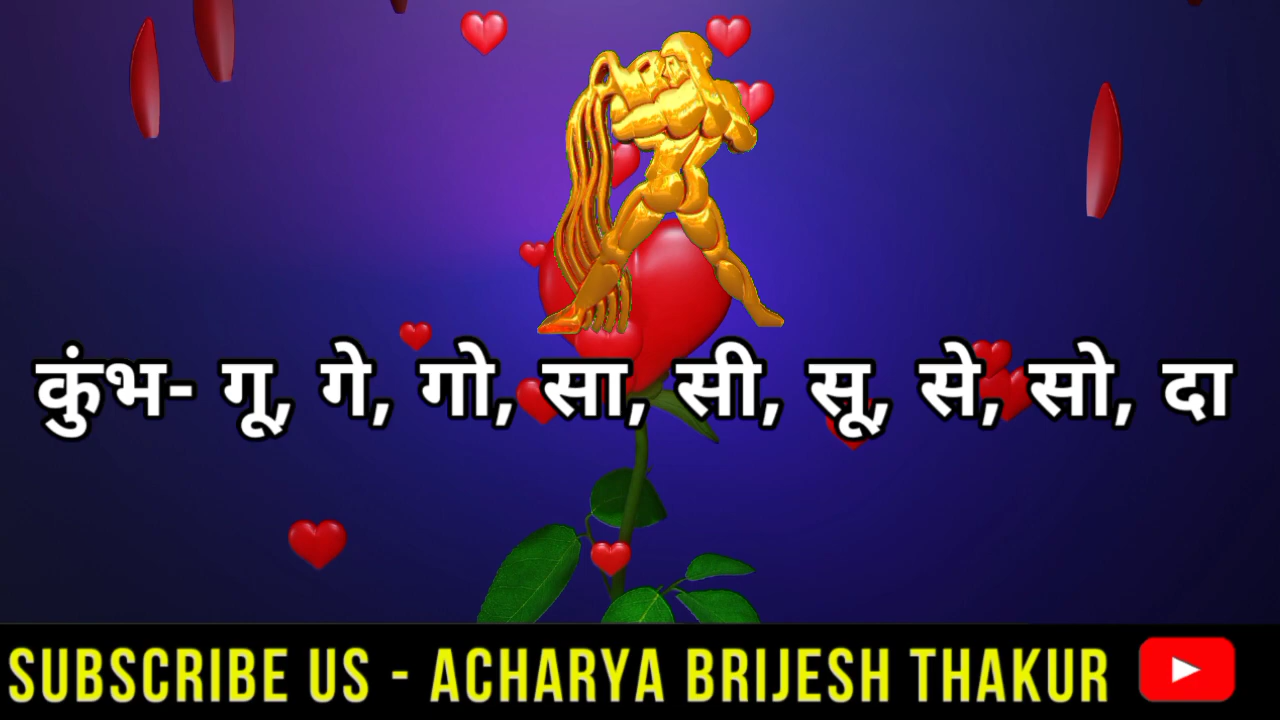 कुंभ- गू, गे, गो, सा, सी, सू, से, सो, दा
SUBSCRIBE US - ACHARYA BRIJESH THAKUR